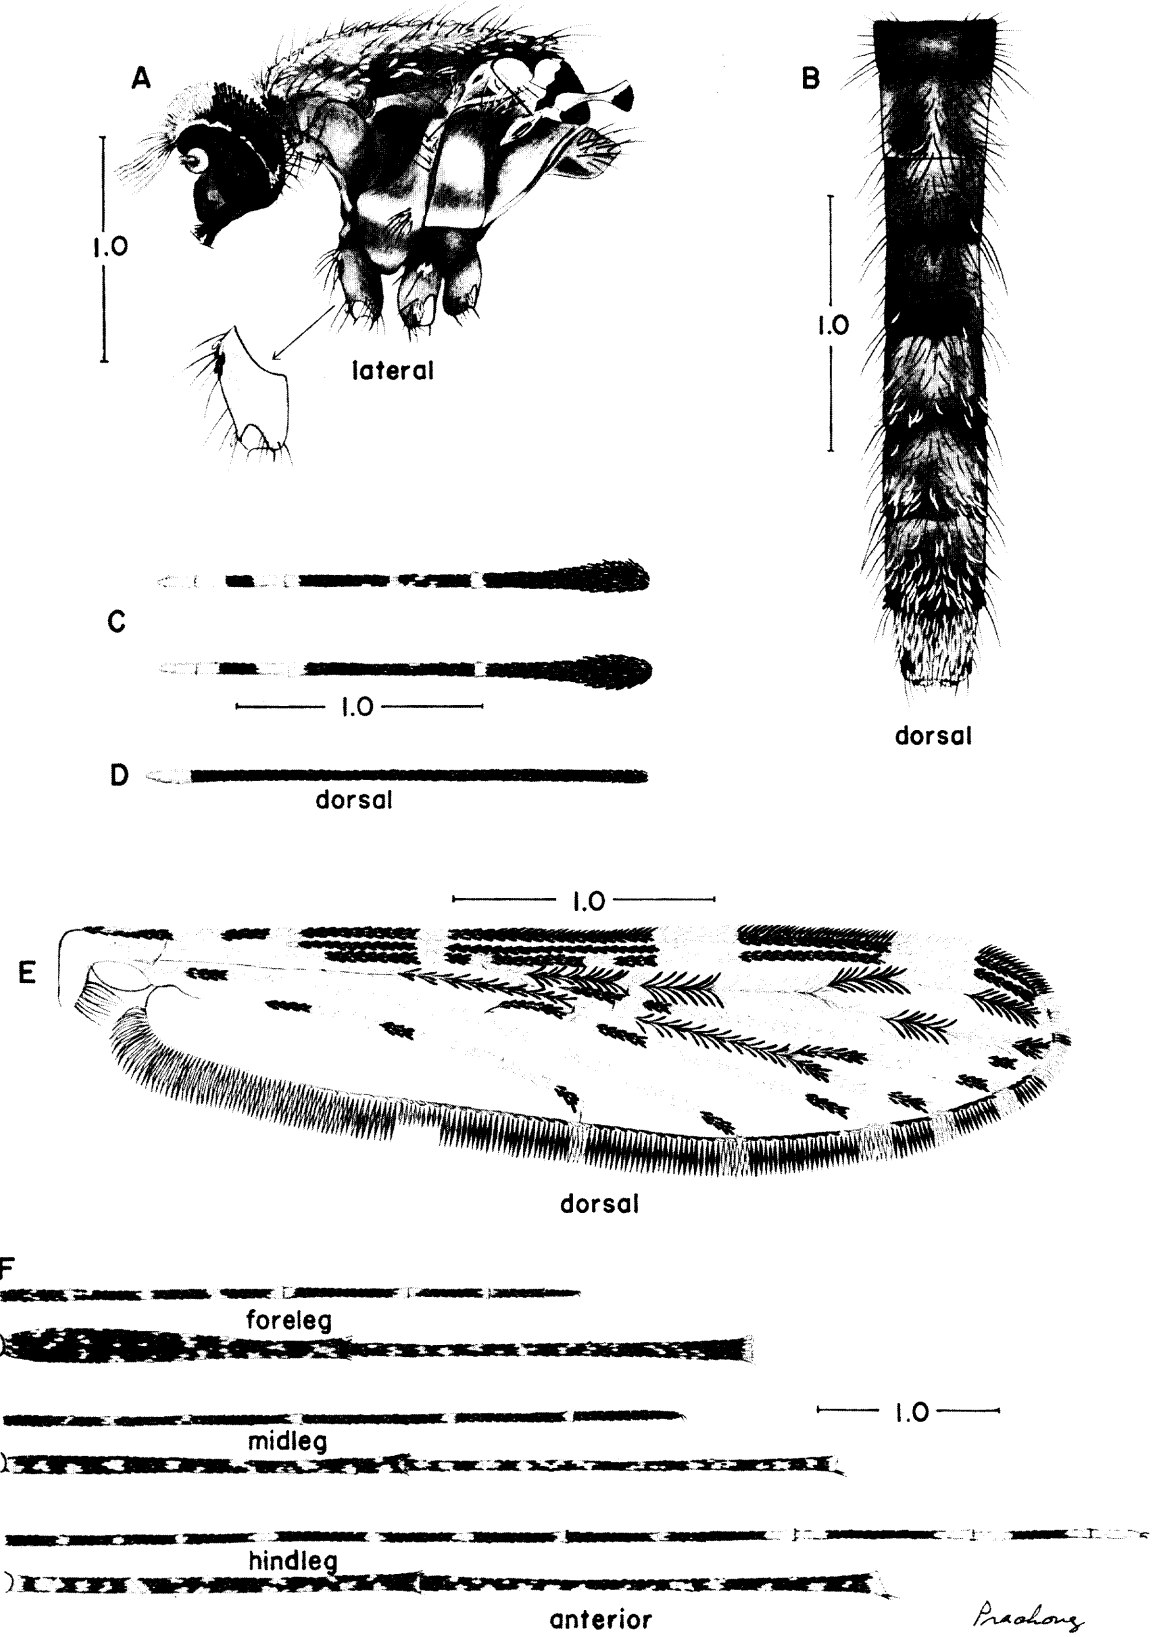 A
B
1.0
lateral
1.0
C
1.0
dorsal
D
dorsal
1.0
E
dorsal
F
foreleg
1.0
midleg
hindleg
anterior
Prachong